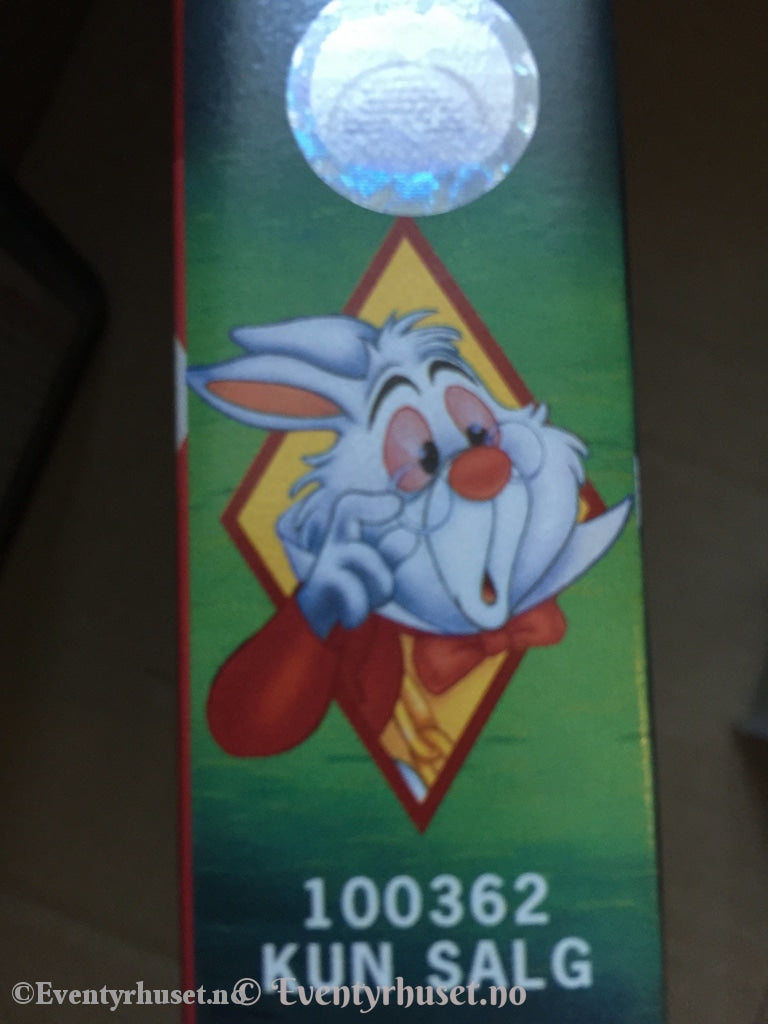 100362
KUN SALG
©Eventyrhuset.no
© Eventyrhuset.no